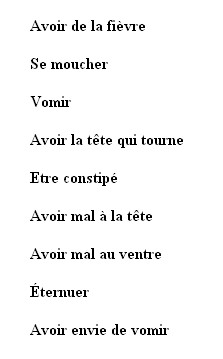 Avoir de la fièvre
Se moucher
Vomir
Avoir la tête qui tourne
Etre constipé
Avoir mal à la tête
Avoir mal au ventre
Éternuer
Avoir envie de vomir